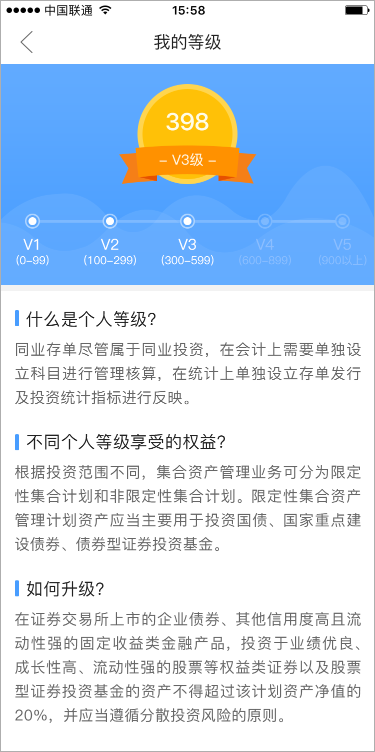 中国联通 15:58
我的等级
398
– V3级 –
V1 V2 V3 V4 V5
(0-99) (100-299) (300-599) (600-899) (900以上)
什么是个人等级?
同业存单尽管属于同业投资，在会计上需要单独设
立科目进行管理核算，在统计上单独设立存单发行
及投资统计指标进行反映。
不同个人等级享受的权益?
根据投资范围不同，集合资产管理业务可分为限定
性集合计划和非限定性集合计划。限定性集合资产
管理计划资产应当主要用于投资国债、国家重点建
设债券、债券型证券投资基金。
如何升级?
在证券交易所上市的企业债券、其他信用度高且流
动性强的固定收益类金融产品，投资于业绩优良、
成长性高、流动性强的股票等权益类证券以及股票
型证券投资基金的资产不得超过该计划资产净值的
20%，并应当遵循分散投资风险的原则。